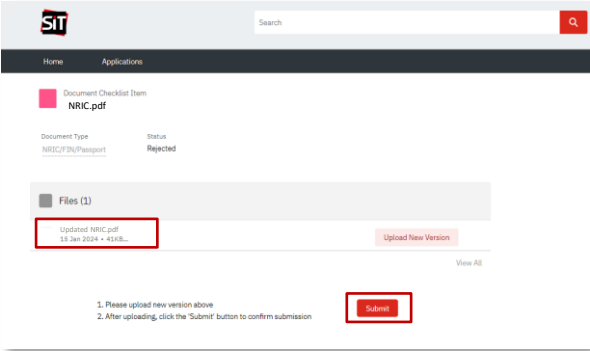 SiT
Search
Home Applications
Document Checklist Item
NRIC.pdf
Document Type Status
NRIC/FIN/Passport Rejected
Files (1)
Updated NRIC.pdf
15 Jan 2024 • 41KB...
Upload New Version
View All
1. Please upload new version above
2. After uploading, click the 'Submit' button to confirm submission
Submit